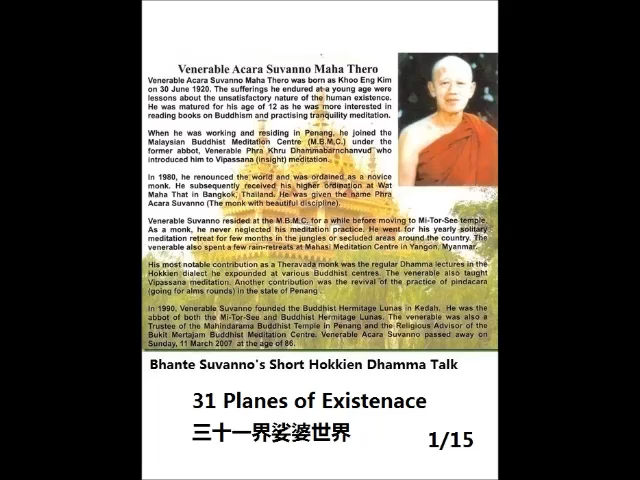 Venerable Acara Suvanno Maha Thero
Venerable Acara Suvanno Maha Thero was born as Khoo Eng Kim
on 30 June 1920. The sufferings he endured at a young age were
lessons about the unsatisfactory nature of the human existence.
He was matured for his age of 12 as he was more interested in
reading books on Buddhism and practising tranquility meditation.
When he was working and residing in Penang, he joined the
Malaysian Buddhist Meditation Centre (M.B.M.C.) under the
former abbot, Venerable Phra Khru Dhammabarnchanvud who
introduced him to Vipassana (insight) meditation.
In 1980, he renounced the world and was ordained as a novice
monk. He subsequently received his higher ordination at Wat
Maha That in Bangkok, Thailand. He was given the name Phra
Acara Suvanno (The monk with beautiful discipline).
Venerable Suvanno resided at the M.B.M.C. for a while before moving to Mi-Tor-See temple.
As a monk, he never neglected his meditation practice. He went for his yearly solitary
meditation retreat for few months in the jungles or secluded areas around the country. The
venerable also spent a few rain-retreats at Mahasi Meditation Centre in Yangon, Myanmar.
His most notable contribution as a Theravada monk was the regular Dhamma lectures in the
Hokkien dialect he expounded at various Buddhist centres. The venerable also taught
Vipassana meditation. Another contribution was the revival of the practice of pindacara
(going for alms rounds) in the state of Penang.
In 1990, Venerable Suvanno founded the Buddhist Hermitage Lunas in Kedah. He was the
abbot of both the Mi-Tor-See and Buddhist Hermitage Lunas. The venerable was also a
Trustee of the Mahindarama Buddhist Temple in Penang and the Religious Advisor of the
Bukit Mertajam Buddhist Meditation Centre. Venerable Acara Suvanno passed away on
Sunday, 11 March 2007 at the age of 86.
Bhante Suvanno's Short Hokkien Dhamma Talk
31 Planes of Existenace
三十一界娑婆世界
1/15